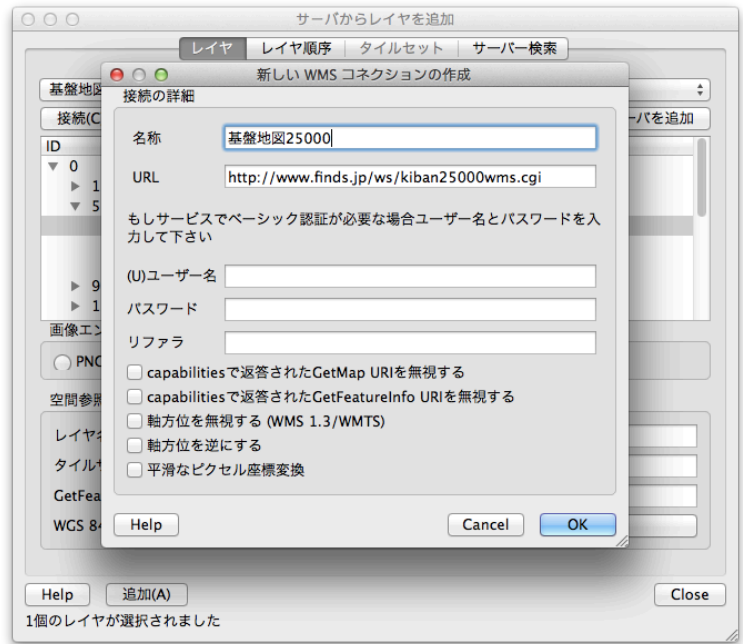 サーバからレイヤを追加
レイヤ レイヤ順序 タイルセット サーバー検索
新しい WMS コネクションの作成
基盤地図
接続の詳細
接続(C
ーバを追加
ID
0
1
5
9
1
名称 基盤地図25000
URL http://www.finds.jp/ws/kiban25000wms.cgi
もしサービスでベーシック認証が必要な場合ユーザー名とパスワードを入
力して下さい
(U)ユーザー名
パスワード
リファラ
画像エン
PNG
capabilitiesで返答されたGetMap URIを無視する
capabilitiesで返答されたGetFeatureInfo URIを無視する
軸方位を無視する (WMS 1.3/WMTS)
軸方位を逆にする
平滑なピクセル座標変換
空間参照
レイヤ名
タイルサ
GetFea
WGS 84
Help Cancel OK
Help 追加(A) Close
1個のレイヤが選択されました